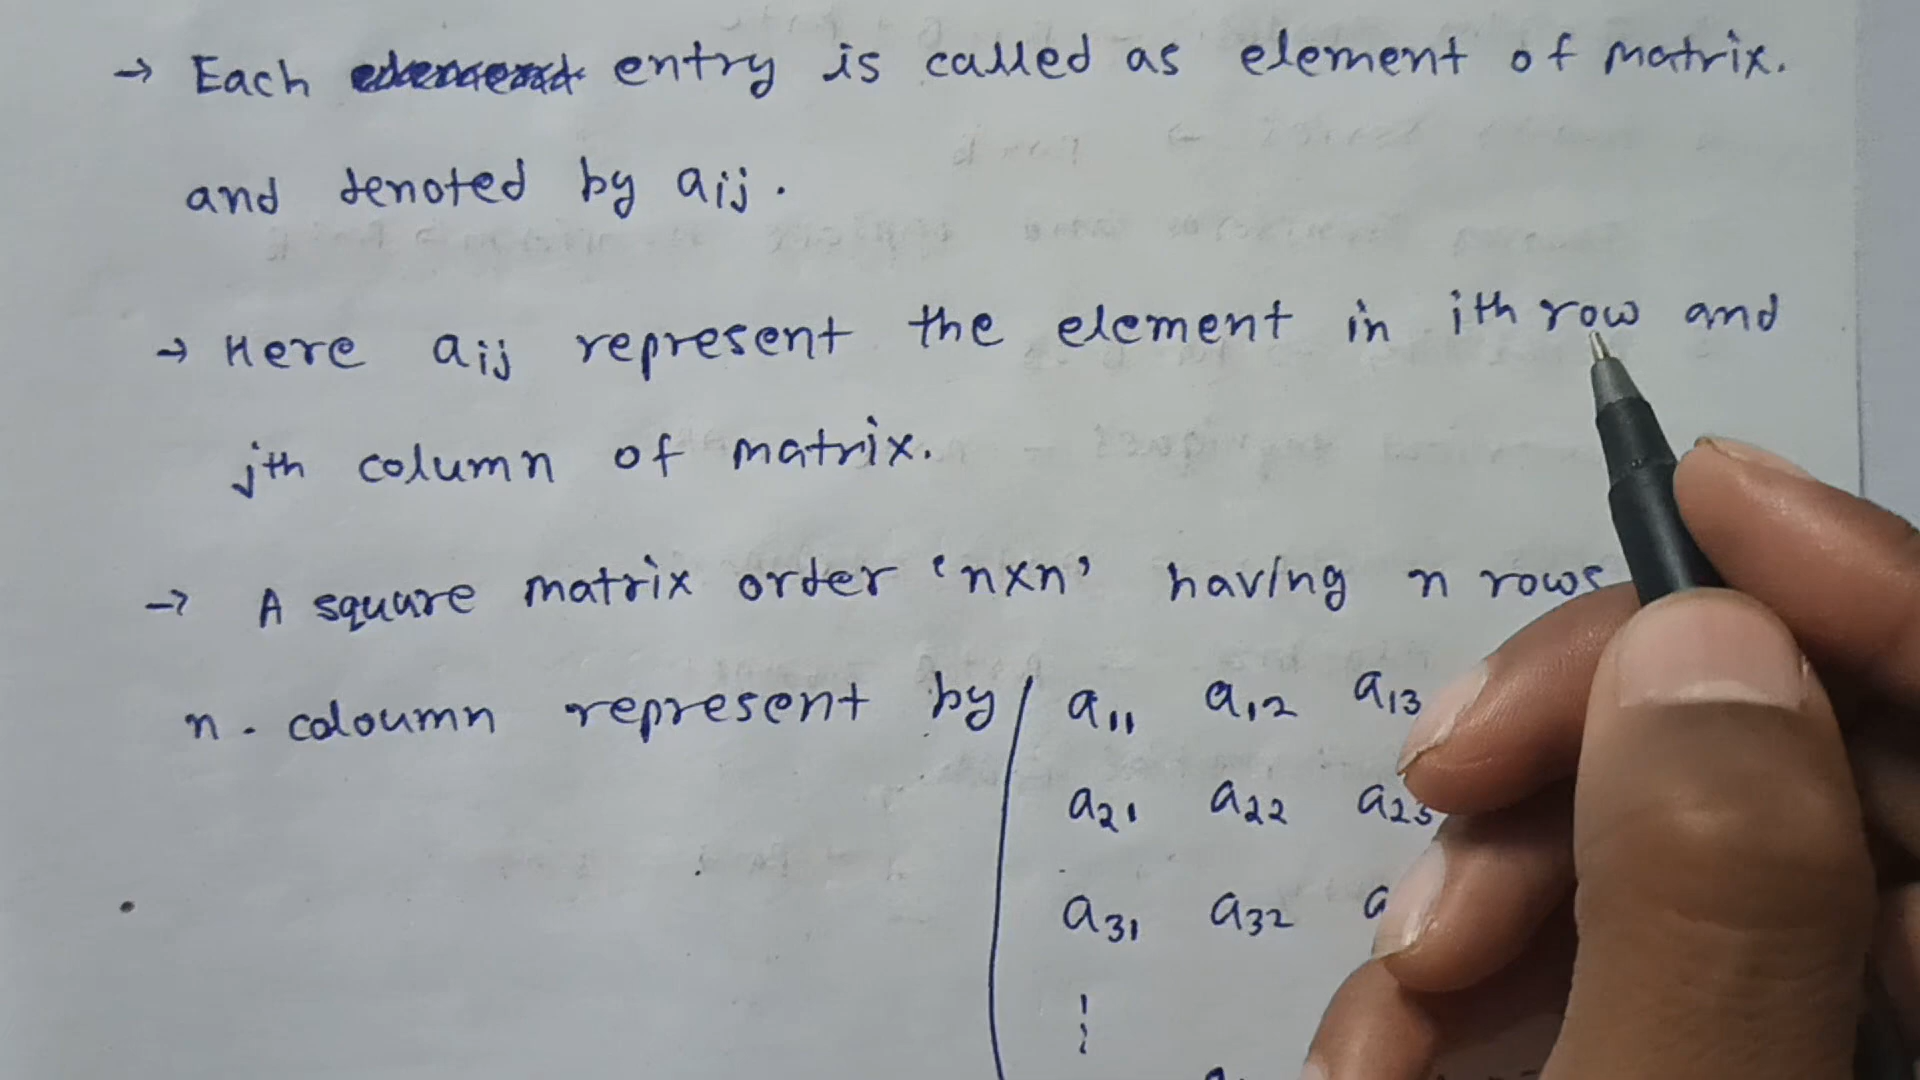 → Each entry is called as element of matrix.
and denoted by aij.
→ Here aij represent the element in ith row and
jth column of matrix.
→ A square matrix order 'nxn' having n rows
n. coloumn represent by
a11 a12 a13
a21 a22 a23
a31 a32 a